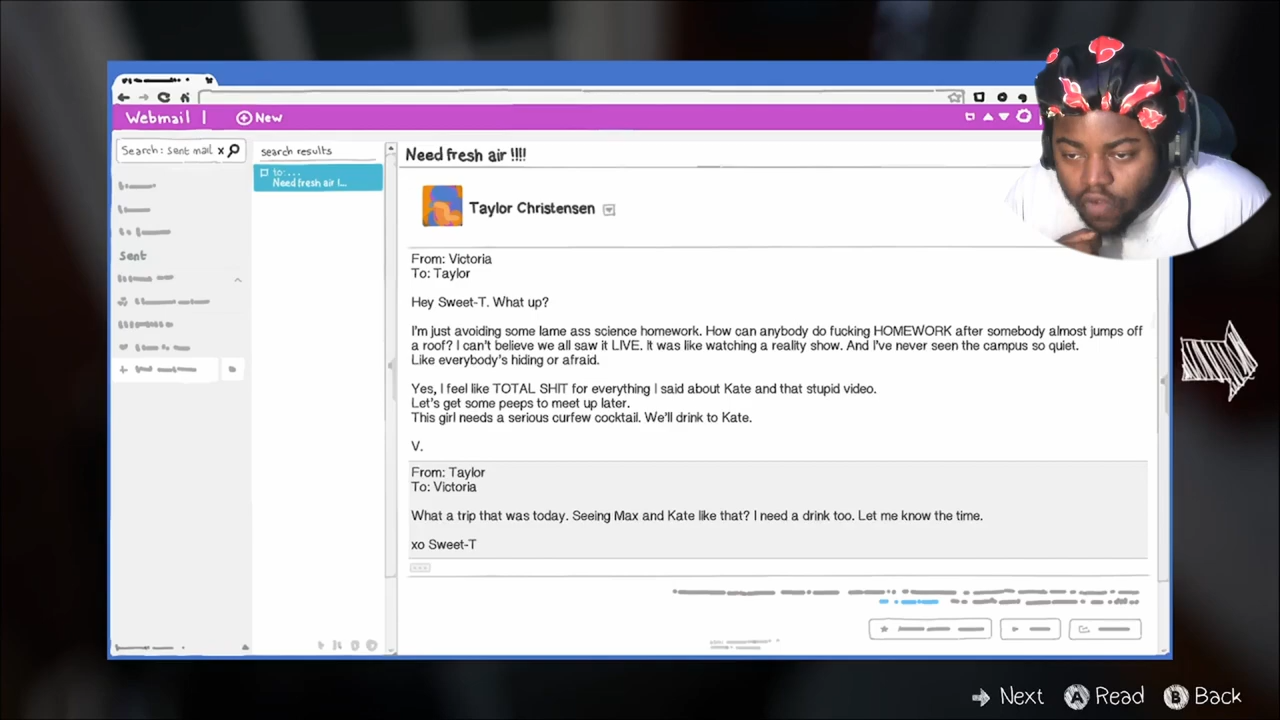 Webmail |
New
Search: sent mail x
search results
to:...
Need fresh air !...
Sent
Need fresh air !!!!
Taylor Christensen
From: Victoria
To: Taylor
Hey Sweet-T. What up?
I'm just avoiding some lame ass science homework. How can anybody do fucking HOMEWORK after somebody almost jumps off
a roof? I can't believe we all saw it LIVE. It was like watching a reality show. And I've never seen the campus so quiet.
Like everybody's hiding or afraid.
Yes, I feel like TOTAL SHIT for everything I said about Kate and that stupid video.
Let's get some peeps to meet up later.
This girl needs a serious curfew cocktail. We'll drink to Kate.
V.
From: Taylor
To: Victoria
What a trip that was today. Seeing Max and Kate like that? I need a drink too. Let me know the time.
xo Sweet-T
Next
A Read
B Back